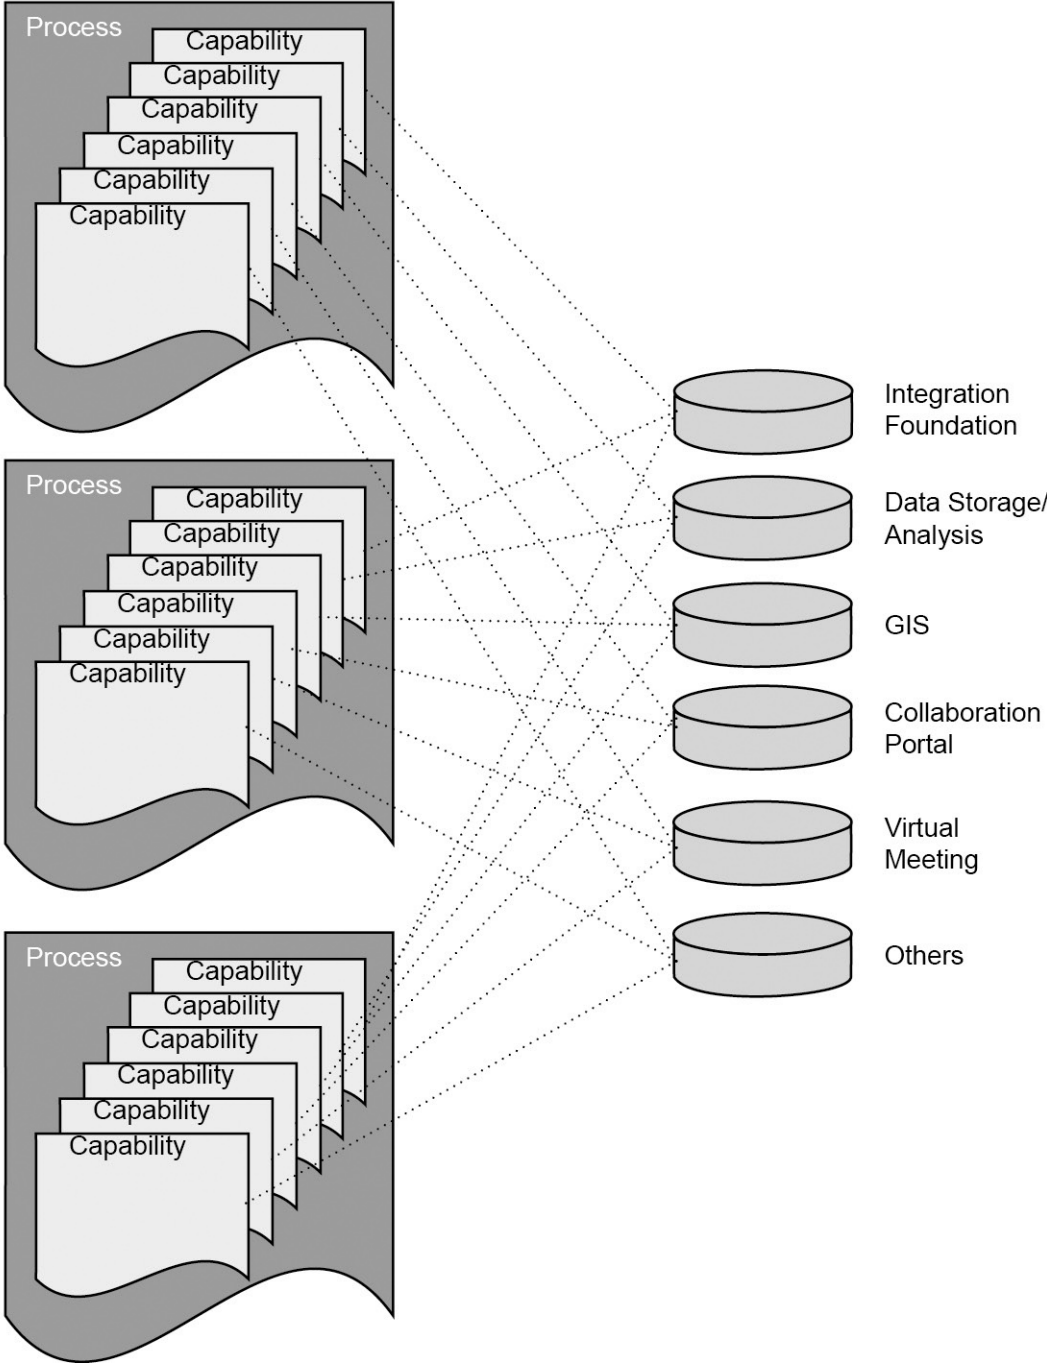 Process
Capability
Capability
Capability
Capability
Capability
Capability
Process
Capability
Capability
Capability
Capability
Capability
Capability
Process
Capability
Capability
Capability
Capability
Capability
Capability
Integration
Foundation
Data Storage/
Analysis
GIS
Collaboration
Portal
Virtual
Meeting
Others